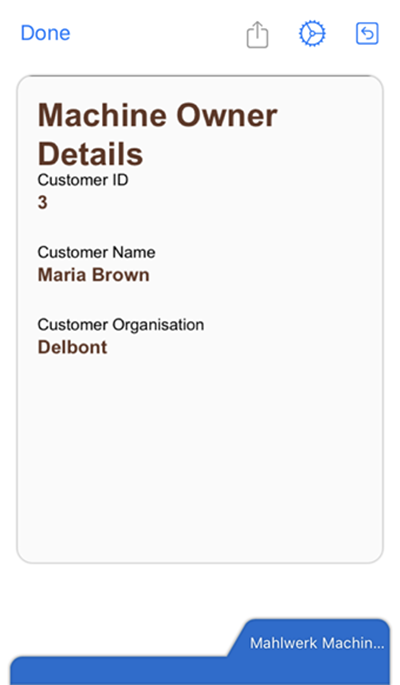 Done
Machine Owner
Details
Customer ID
3
Customer Name
Maria Brown
Customer Organisation
Delbont
Mahlwerk Machin...